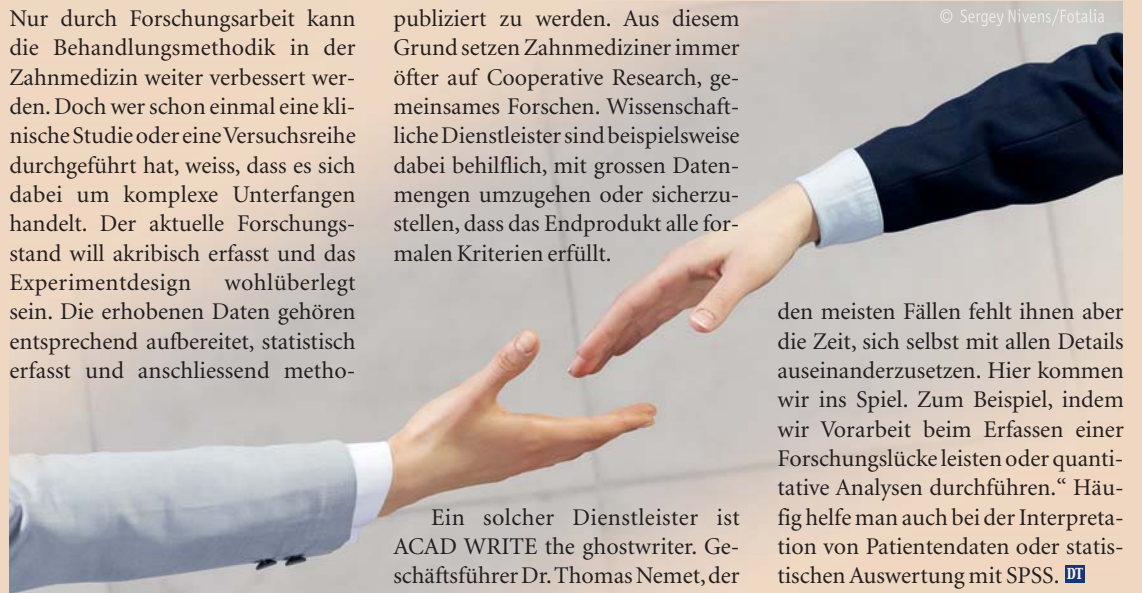 Nur durch Forschungsarbeit kann
die Behandlungsmethodik in der
Zahnmedizin weiter verbessert wer-
den. Doch wer schon einmal eine kli-
nische Studie oder eine Versuchsreihe
durchgeführt hat, weiss, dass es sich
dabei um komplexe Unterfangen
handelt. Der aktuelle Forschungs-
stand will akribisch erfasst und das
Experimentdesign wohlüberlegt
sein. Die erhobenen Daten gehören
entsprechend aufbereitet, statistisch
erfasst und anschliessend metho-
publiziert zu werden. Aus diesem
Grund setzen Zahnmediziner immer
öfter auf Cooperative Research, ge-
meinsames Forschen. Wissenschaft-
liche Dienstleister sind beispielsweise
dabei behilflich, mit grossen Daten-
mengen umzugehen oder sicherzu-
stellen, dass das Endprodukt alle for-
malen Kriterien erfüllt.
Ein solcher Dienstleister ist
ACAD WRITE the ghostwriter. Ge-
schäftsführer Dr. Thomas Nemet, der
© Sergey Nivens/Fotalia
den meisten Fällen fehlt ihnen aber
die Zeit, sich selbst mit allen Details
auseinanderzusetzen. Hier kommen
wir ins Spiel. Zum Beispiel, indem
wir Vorarbeit beim Erfassen einer
Forschungslücke leisten oder quanti-
tative Analysen durchführen.“ Häu-
fig helfe man auch bei der Interpreta-
tion von Patientendaten oder statis-
tischen Auswertung mit SPSS. DT